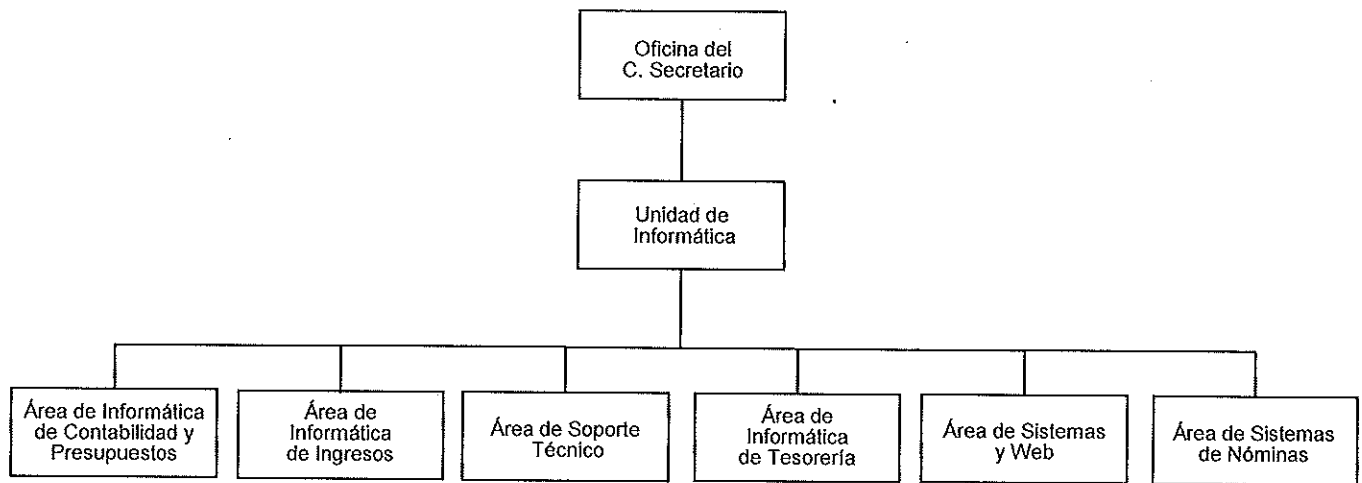 Oficina del
C. Secretario
Unidad de
Informática
Área de Informática
de Contabilidad y
Presupuestos
Área de
Informática
de Ingresos
Área de Soporte
Técnico
Área de
Informática
de Tesorería
Área de Sistemas
y Web
Área de Sistemas
de Nóminas